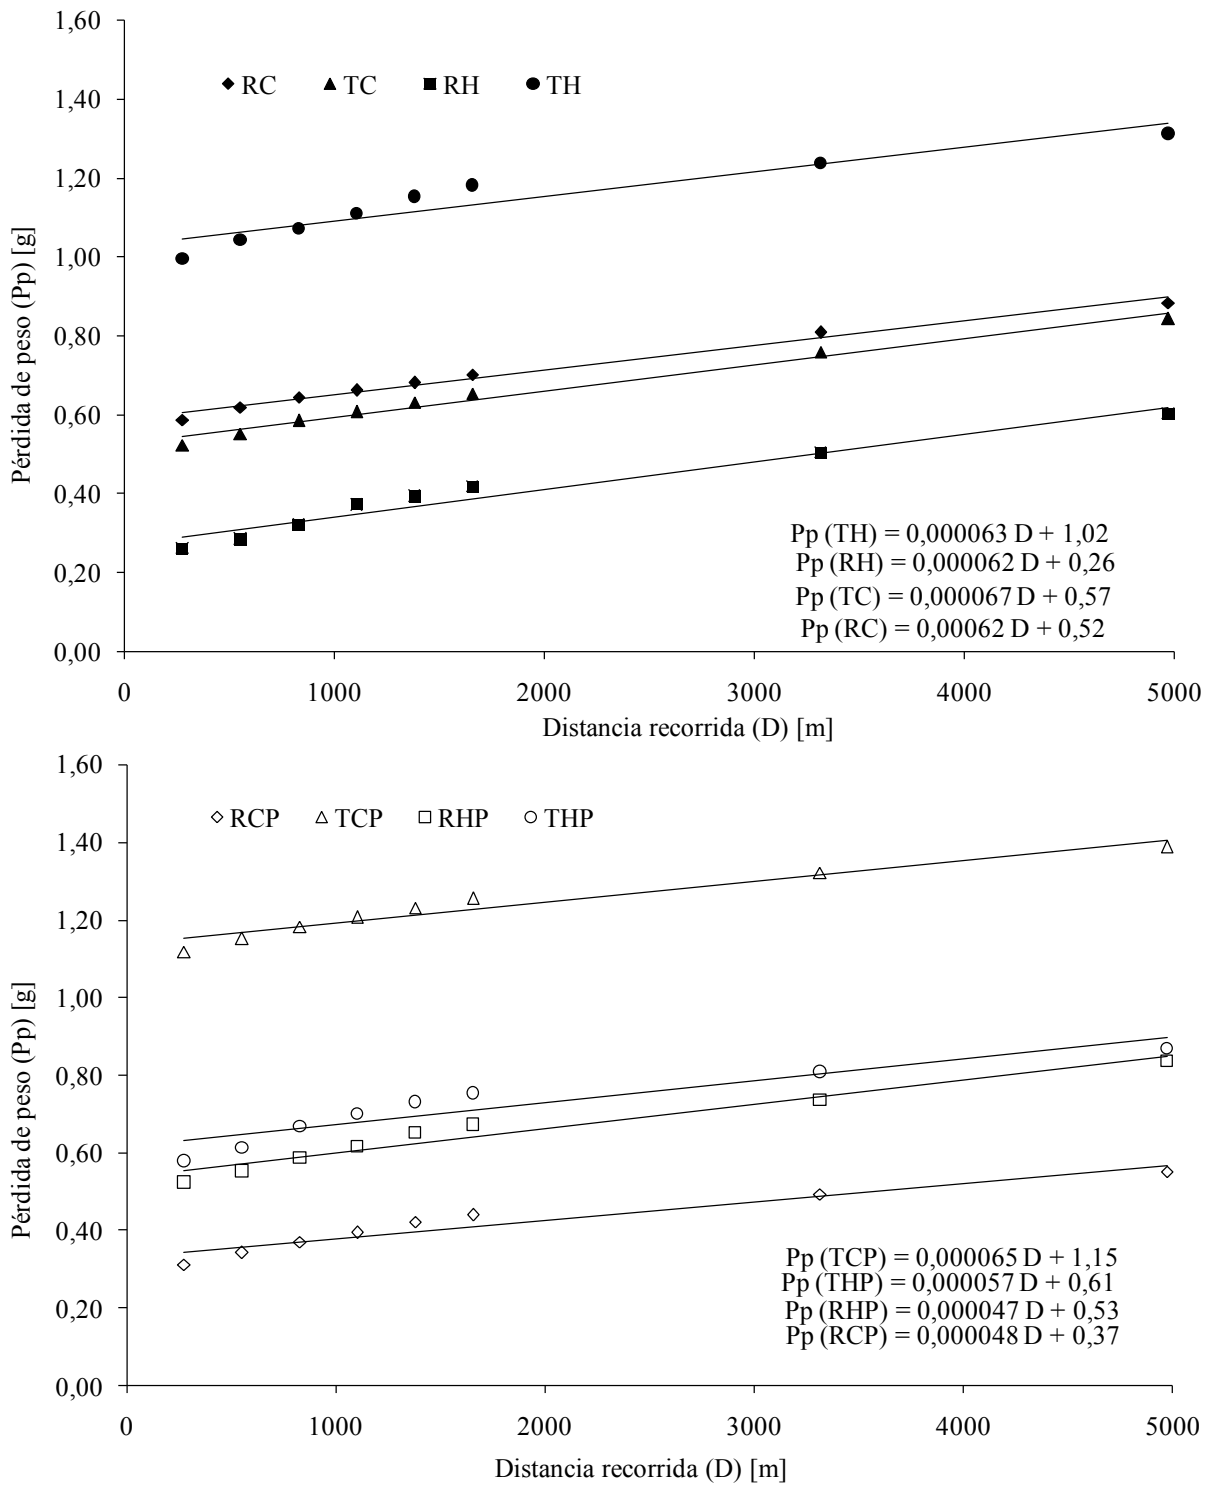 1,60
1,40
1,20
1,00
0,80
0,60
0,40
0,20
0,00
Pérdida de peso (Pp) [g]
RC TC RH TH
Pp (TH) = 0,000063 D + 1,02
Pp (RH) = 0,000062 D + 0,26
Pp (TC) = 0,000067 D + 0,57
Pp (RC) = 0,00062 D + 0,52
0 1000 2000 3000 4000 5000
Distancia recorrida (D) [m]
1,60
1,40
1,20
1,00
0,80
0,60
0,40
0,20
0,00
Pérdida de peso (Pp) [g]
RCP TCP RHP THP
Pp (TCP) = 0,000065 D + 1,15
Pp (THP) = 0,000057 D + 0,61
Pp (RHP) = 0,000047 D + 0,53
Pp (RCP) = 0,000048 D + 0,37
0 1000 2000 3000 4000 5000
Distancia recorrida (D) [m]